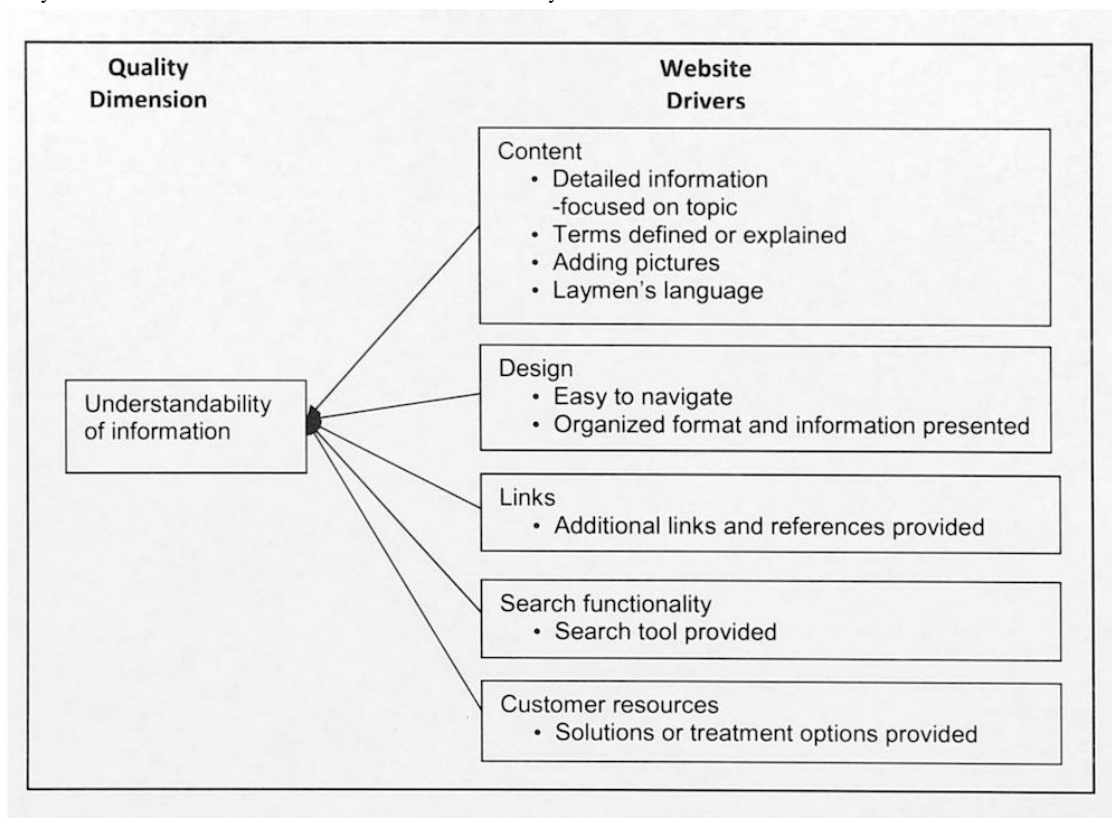 Quality
Dimension
Website
Drivers
Content
• Detailed information
-focused on topic
• Terms defined or explained
• Adding pictures
• Laymen's language
Understandability
of information
Design
• Easy to navigate
• Organized format and information presented
Links
• Additional links and references provided
Search functionality
• Search tool provided
Customer resources
• Solutions or treatment options provided